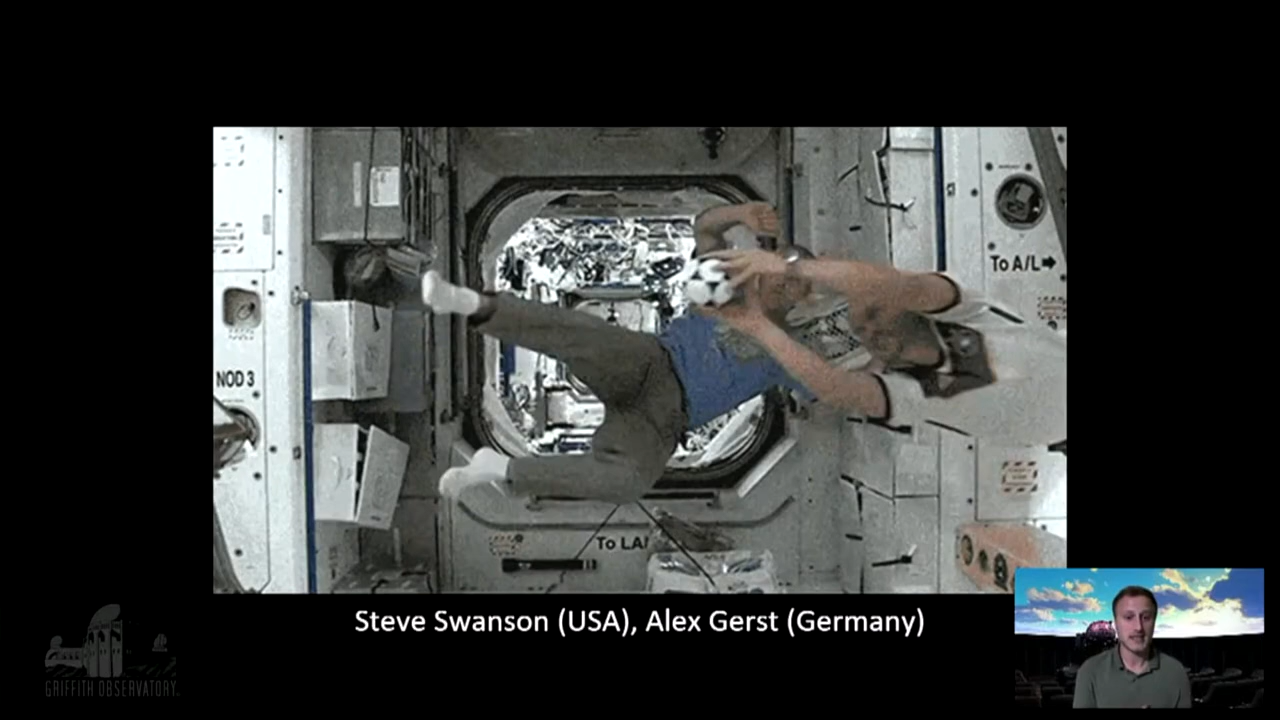 To A/L
NOD 3
To LA
Steve Swanson (USA), Alex Gerst (Germany)
GRIFFITH OBSERVATORY